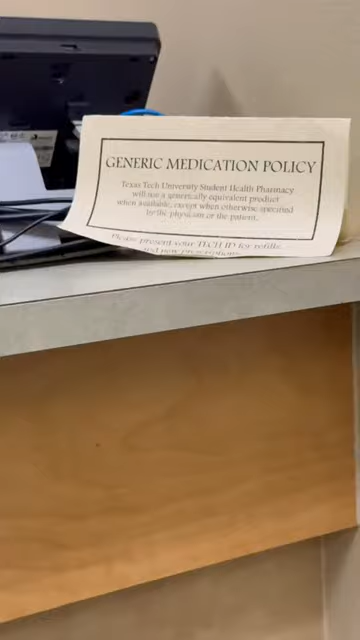 GENERIC MEDICATION POLICY
Texas Tech University Student Health Pharmacy
will use a generically equivalent product
when available, except when otherwise specified
by the physician or the patient.
Please present your TECH ID for refills
and new prescriptions